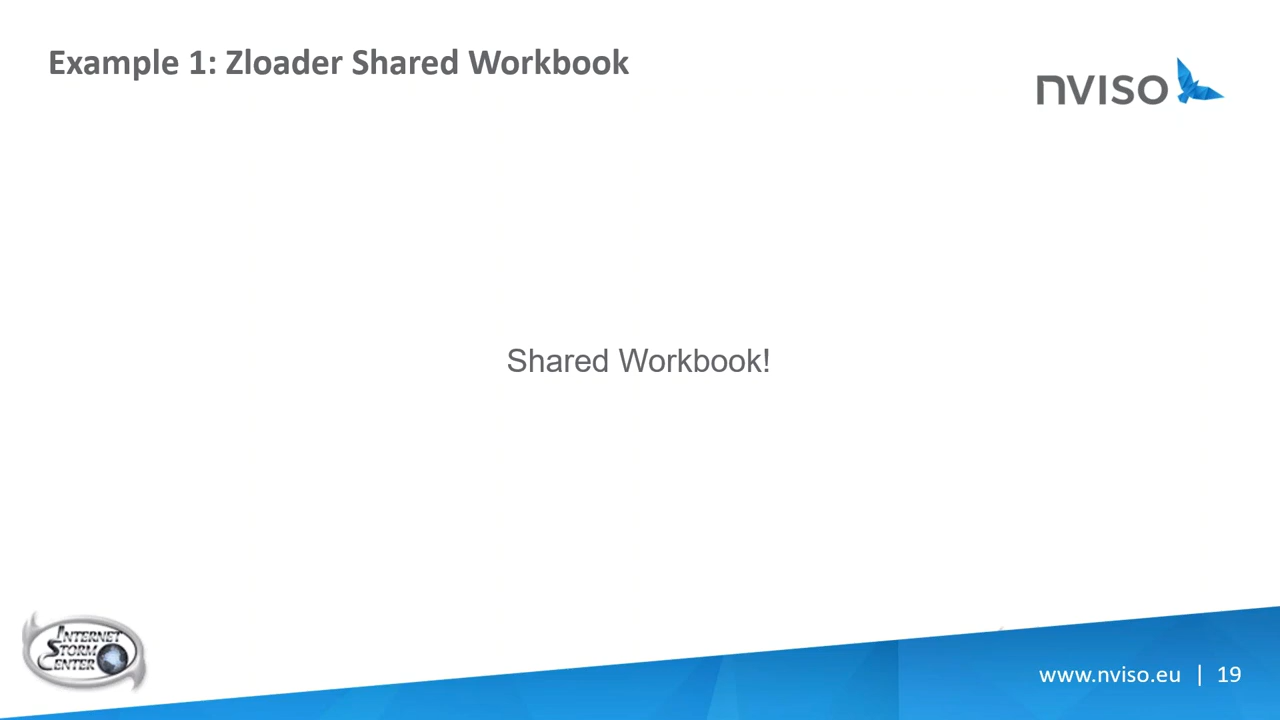 Example 1: Zloader Shared Workbook
nviso
Shared Workbook!
INTERNET
STORM
CENTER
www.nviso.eu | 19